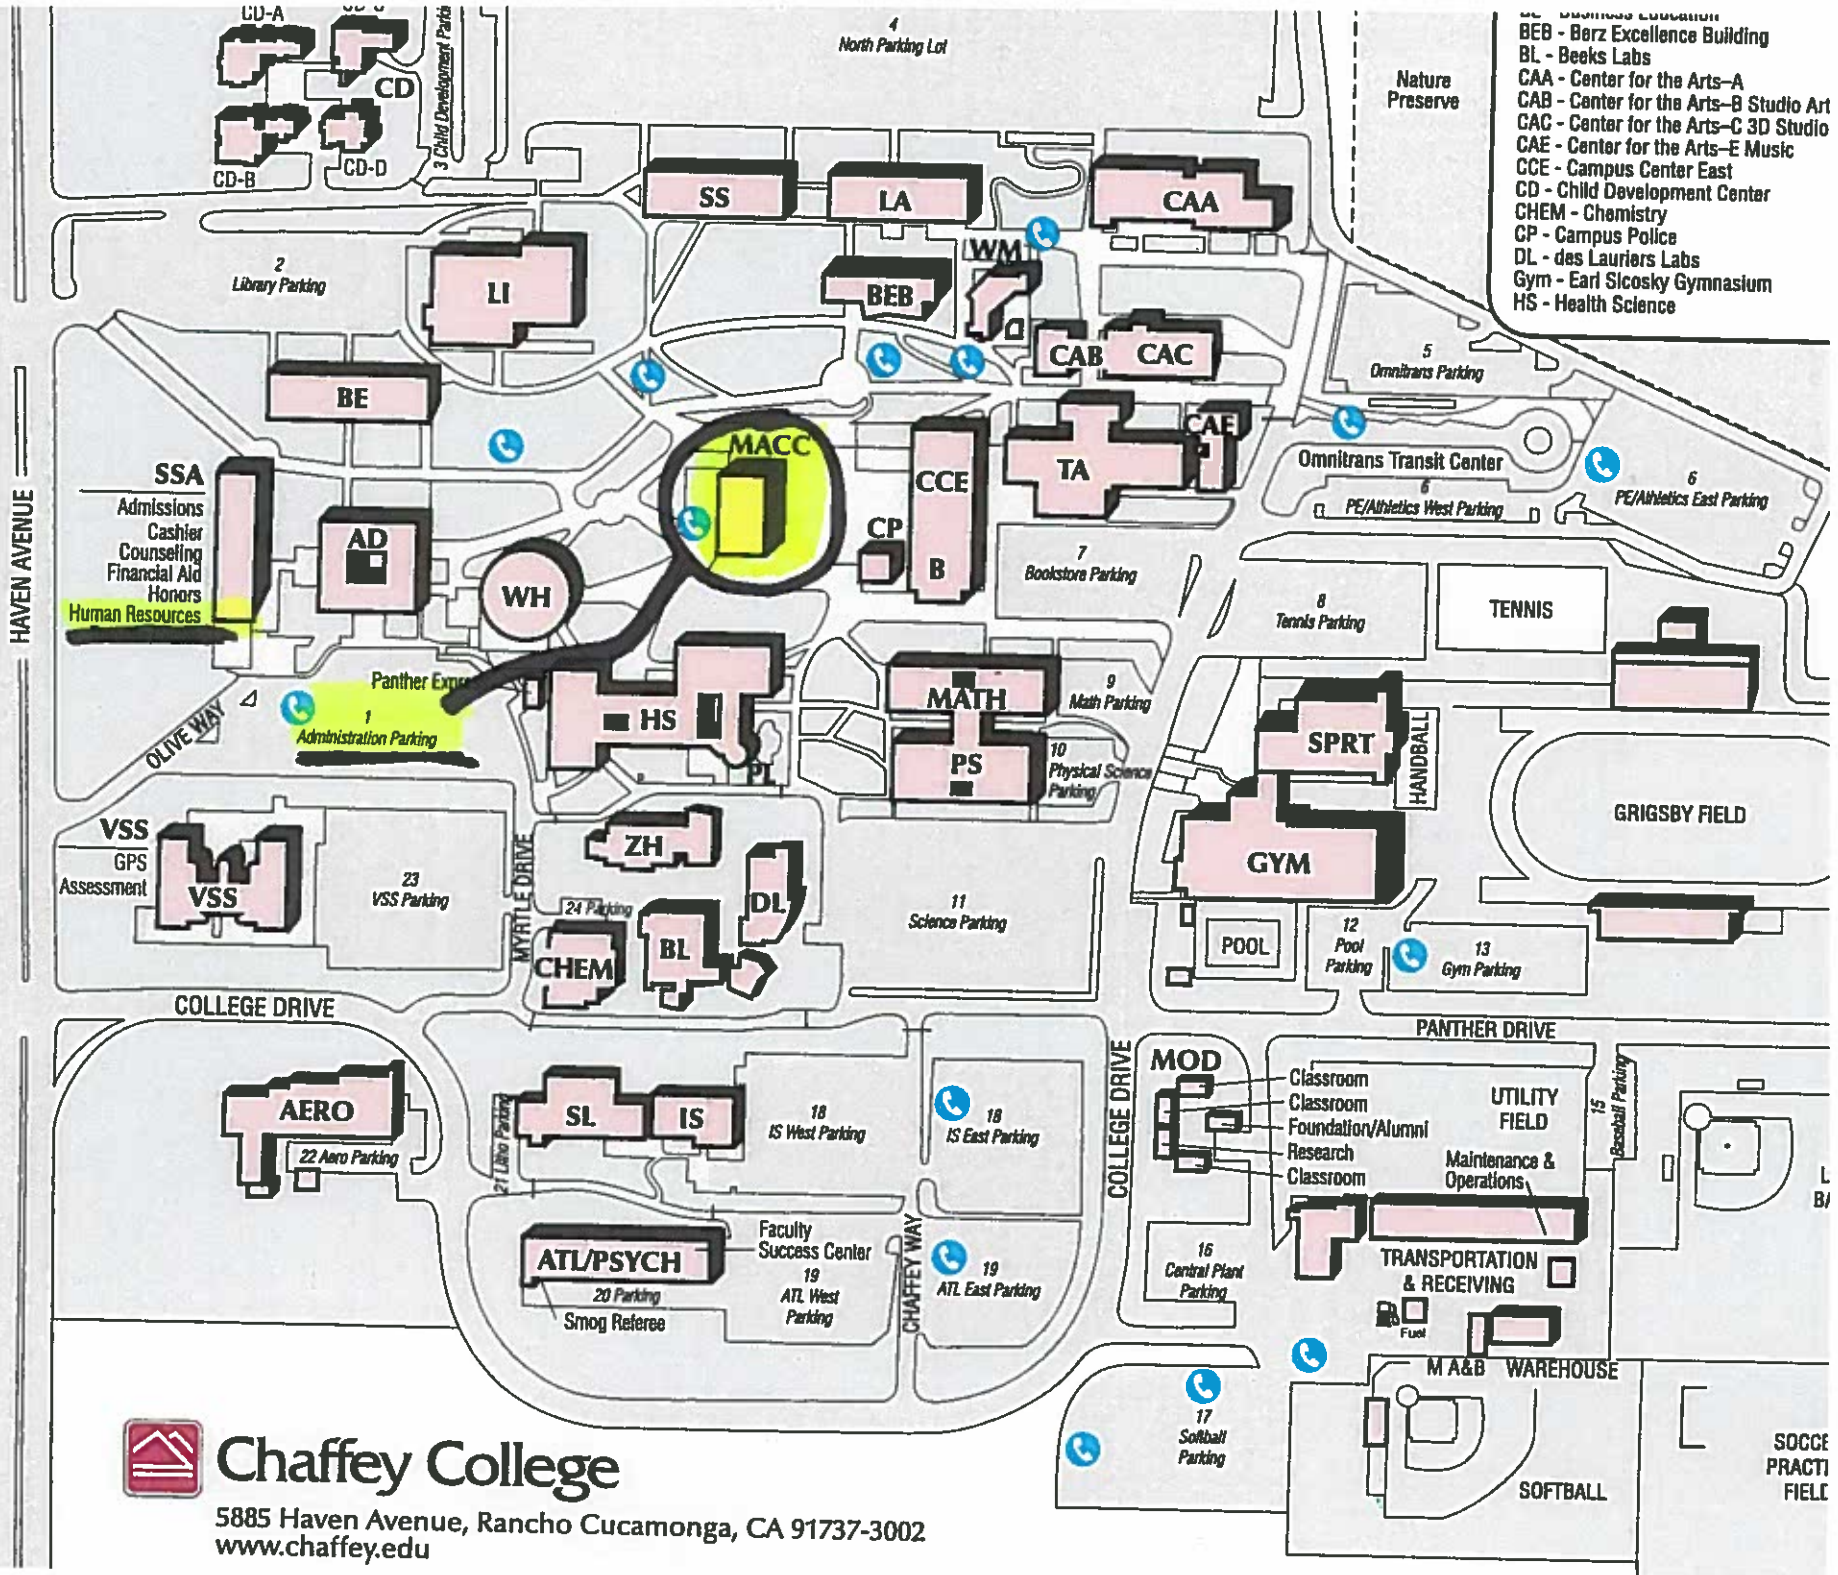 CD-A
CD
CD-B
CD-D
3 Child Development Parking
4
North Parking Lot
Nature
Preserve
BE - Business Education
BEB - Berz Excellence Building
BL - Beeks Labs
CAA - Center for the Arts–A
CAB - Center for the Arts–B Studio Art
CAC - Center for the Arts–C 3D Studio
CAE - Center for the Arts–E Music
CCE - Campus Center East
CD - Child Development Center
CHEM - Chemistry
CP - Campus Police
DL - des Lauriers Labs
Gym - Earl Sicosky Gymnasium
HS - Health Science
SS
LA
CAA
WM
2
Library Parking
LI
BEB
CAB
CAC
5
Omnitrans Parking
BE
MACC
CCE
TA
CAE
Omnitrans Transit Center
6
PE/Athletics West Parking
6
PE/Athletics East Parking
HAVEN AVENUE
SSA
Admissions
Cashier
Counseling
Financial Aid
Honors
Human Resources
AD
WH
CP
B
7
Bookstore Parking
8
Tennis Parking
TENNIS
Panther Expre
1
Administration Parking
OLIVE WAY
HS
PL
MATH
9
Math Parking
PS
10
Physical Science
Parking
SPRT
HANDBALL
GYM
GRIGSBY FIELD
VSS
GPS
Assessment
VSS
23
VSS Parking
MYRTLE DRIVE
ZH
DL
24 Parking
BL
CHEM
11
Science Parking
POOL
12
Pool
Parking
13
Gym Parking
COLLEGE DRIVE
PANTHER DRIVE
AERO
22 Aero Parking
SL
IS
18
IS West Parking
18
IS East Parking
COLLEGE DRIVE
MOD
Classroom
Classroom
Foundation/Alumni
Research
Classroom
UTILITY
FIELD
15
Baseball Parking
Maintenance &
Operations
ATL/PSYCH
Faculty
Success Center
19
ATL West
Parking
20 Parking
Smog Referee
CHAFFEY WAY
19
ATL East Parking
16
Central Plant
Parking
TRANSPORTATION
& RECEIVING
Fuel
M A&B WAREHOUSE
17
Softball
Parking
SOFTBALL
SOCCE
PRACTI
FIELD
Chaffey College
5885 Haven Avenue, Rancho Cucamonga, CA 91737-3002
www.chaffey.edu